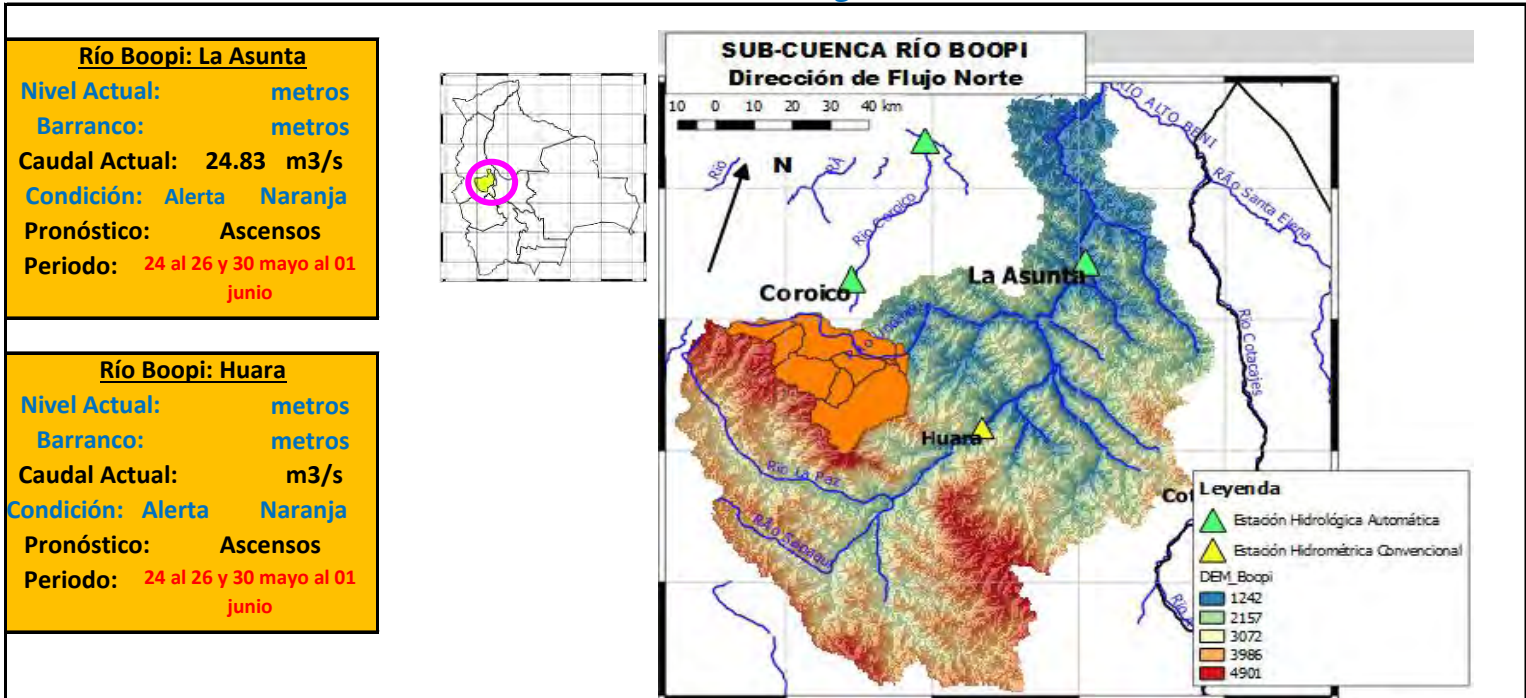 Río Boopi: La Asunta
Nivel Actual: metros
Barranco: metros
Caudal Actual: 24.83 m3/s
Condición: Alerta Naranja
Pronóstico: Ascensos
Periodo: 24 al 26 y 30 mayo al 01
junio
Río Boopi: Huara
Nivel Actual: metros
Barranco: metros
Caudal Actual: m3/s
Condición: Alerta Naranja
Pronóstico: Ascensos
Periodo: 24 al 26 y 30 mayo al 01
junio
SUB-CUENCA RÍO BOOPI
Dirección de Flujo Norte
10 0 10 20 30 40 km
N
Río
RÃ
Río Coroico
RÍO ALTO BENI
RÃo Santa Elena
Coroico
La Asunta
Río Cotacajes
Huara
Río La Paz
RÃo Sapaqui
Cot
Leyenda
Estación Hidrológica Automática
Estación Hidrométrica Convencional
DEM_Boopi
1242
2157
3072
3986
4901